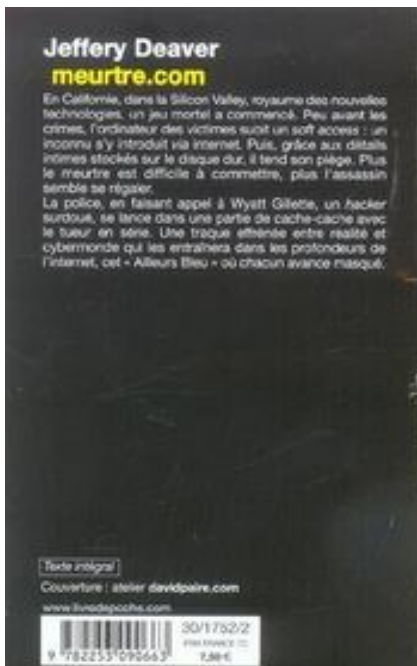 Jeffery Deaver
meurtre.com
En Californie, dans la Silicon Valley, royaume des nouvelles
technologies, un jeu mortel a commencé. Peu avant les
crimes, l'ordinateur des victimes subit un soft access : un
inconnu s'y introduit via internet. Puis, grâce aux détails
intimes stockés sur le disque dur, il tend son piège. Plus
le meurtre est difficile à commettre, plus l'assassin
semble se régaler.
La police, en faisant appel à Wyatt Gillette, un hacker
surdoué, se lance dans une partie de cache-cache avec
le tueur en série. Une traque effrénée entre réalité et
cybermonde qui les entraînera dans les profondeurs de
l'internet, cet « Ailleurs Bleu » où chacun avance masqué.
Texte intégral
Couverture : atelier davidpaire.com
www.livredepoche.com
30/1752/2
9 782253 090663